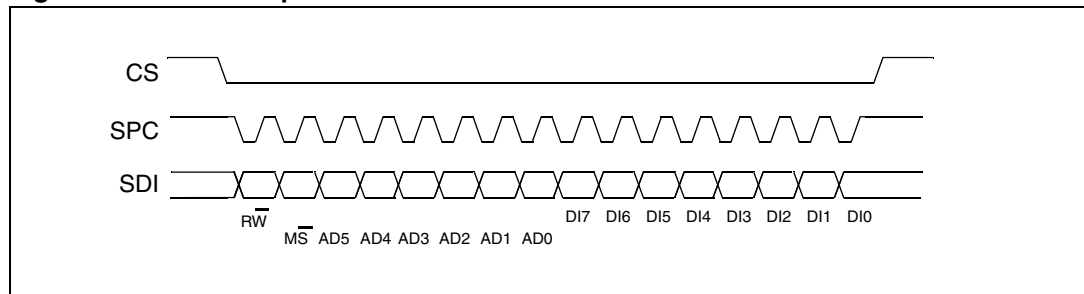 CS
SPC
SDI
RW̅ DI7 DI6 DI5 DI4 DI3 DI2 DI1 DI0
MS̅ AD5 AD4 AD3 AD2 AD1 AD0